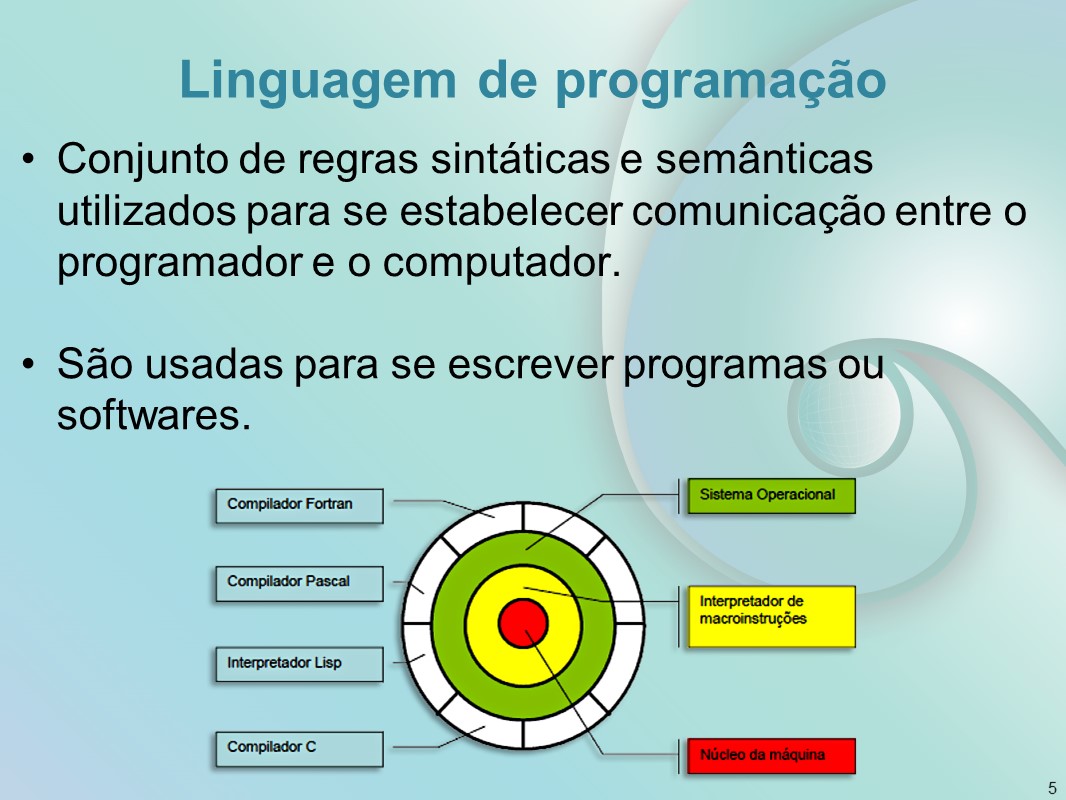 Linguagem de programação
• Conjunto de regras sintáticas e semânticas
utilizados para se estabelecer comunicação entre o
programador e o computador.
• São usadas para se escrever programas ou
softwares.
Compilador Fortran
Compilador Pascal
Interpretador Lisp
Compilador C
Sistema Operacional
Interpretador de
macroinstruções
Núcleo da máquina
5